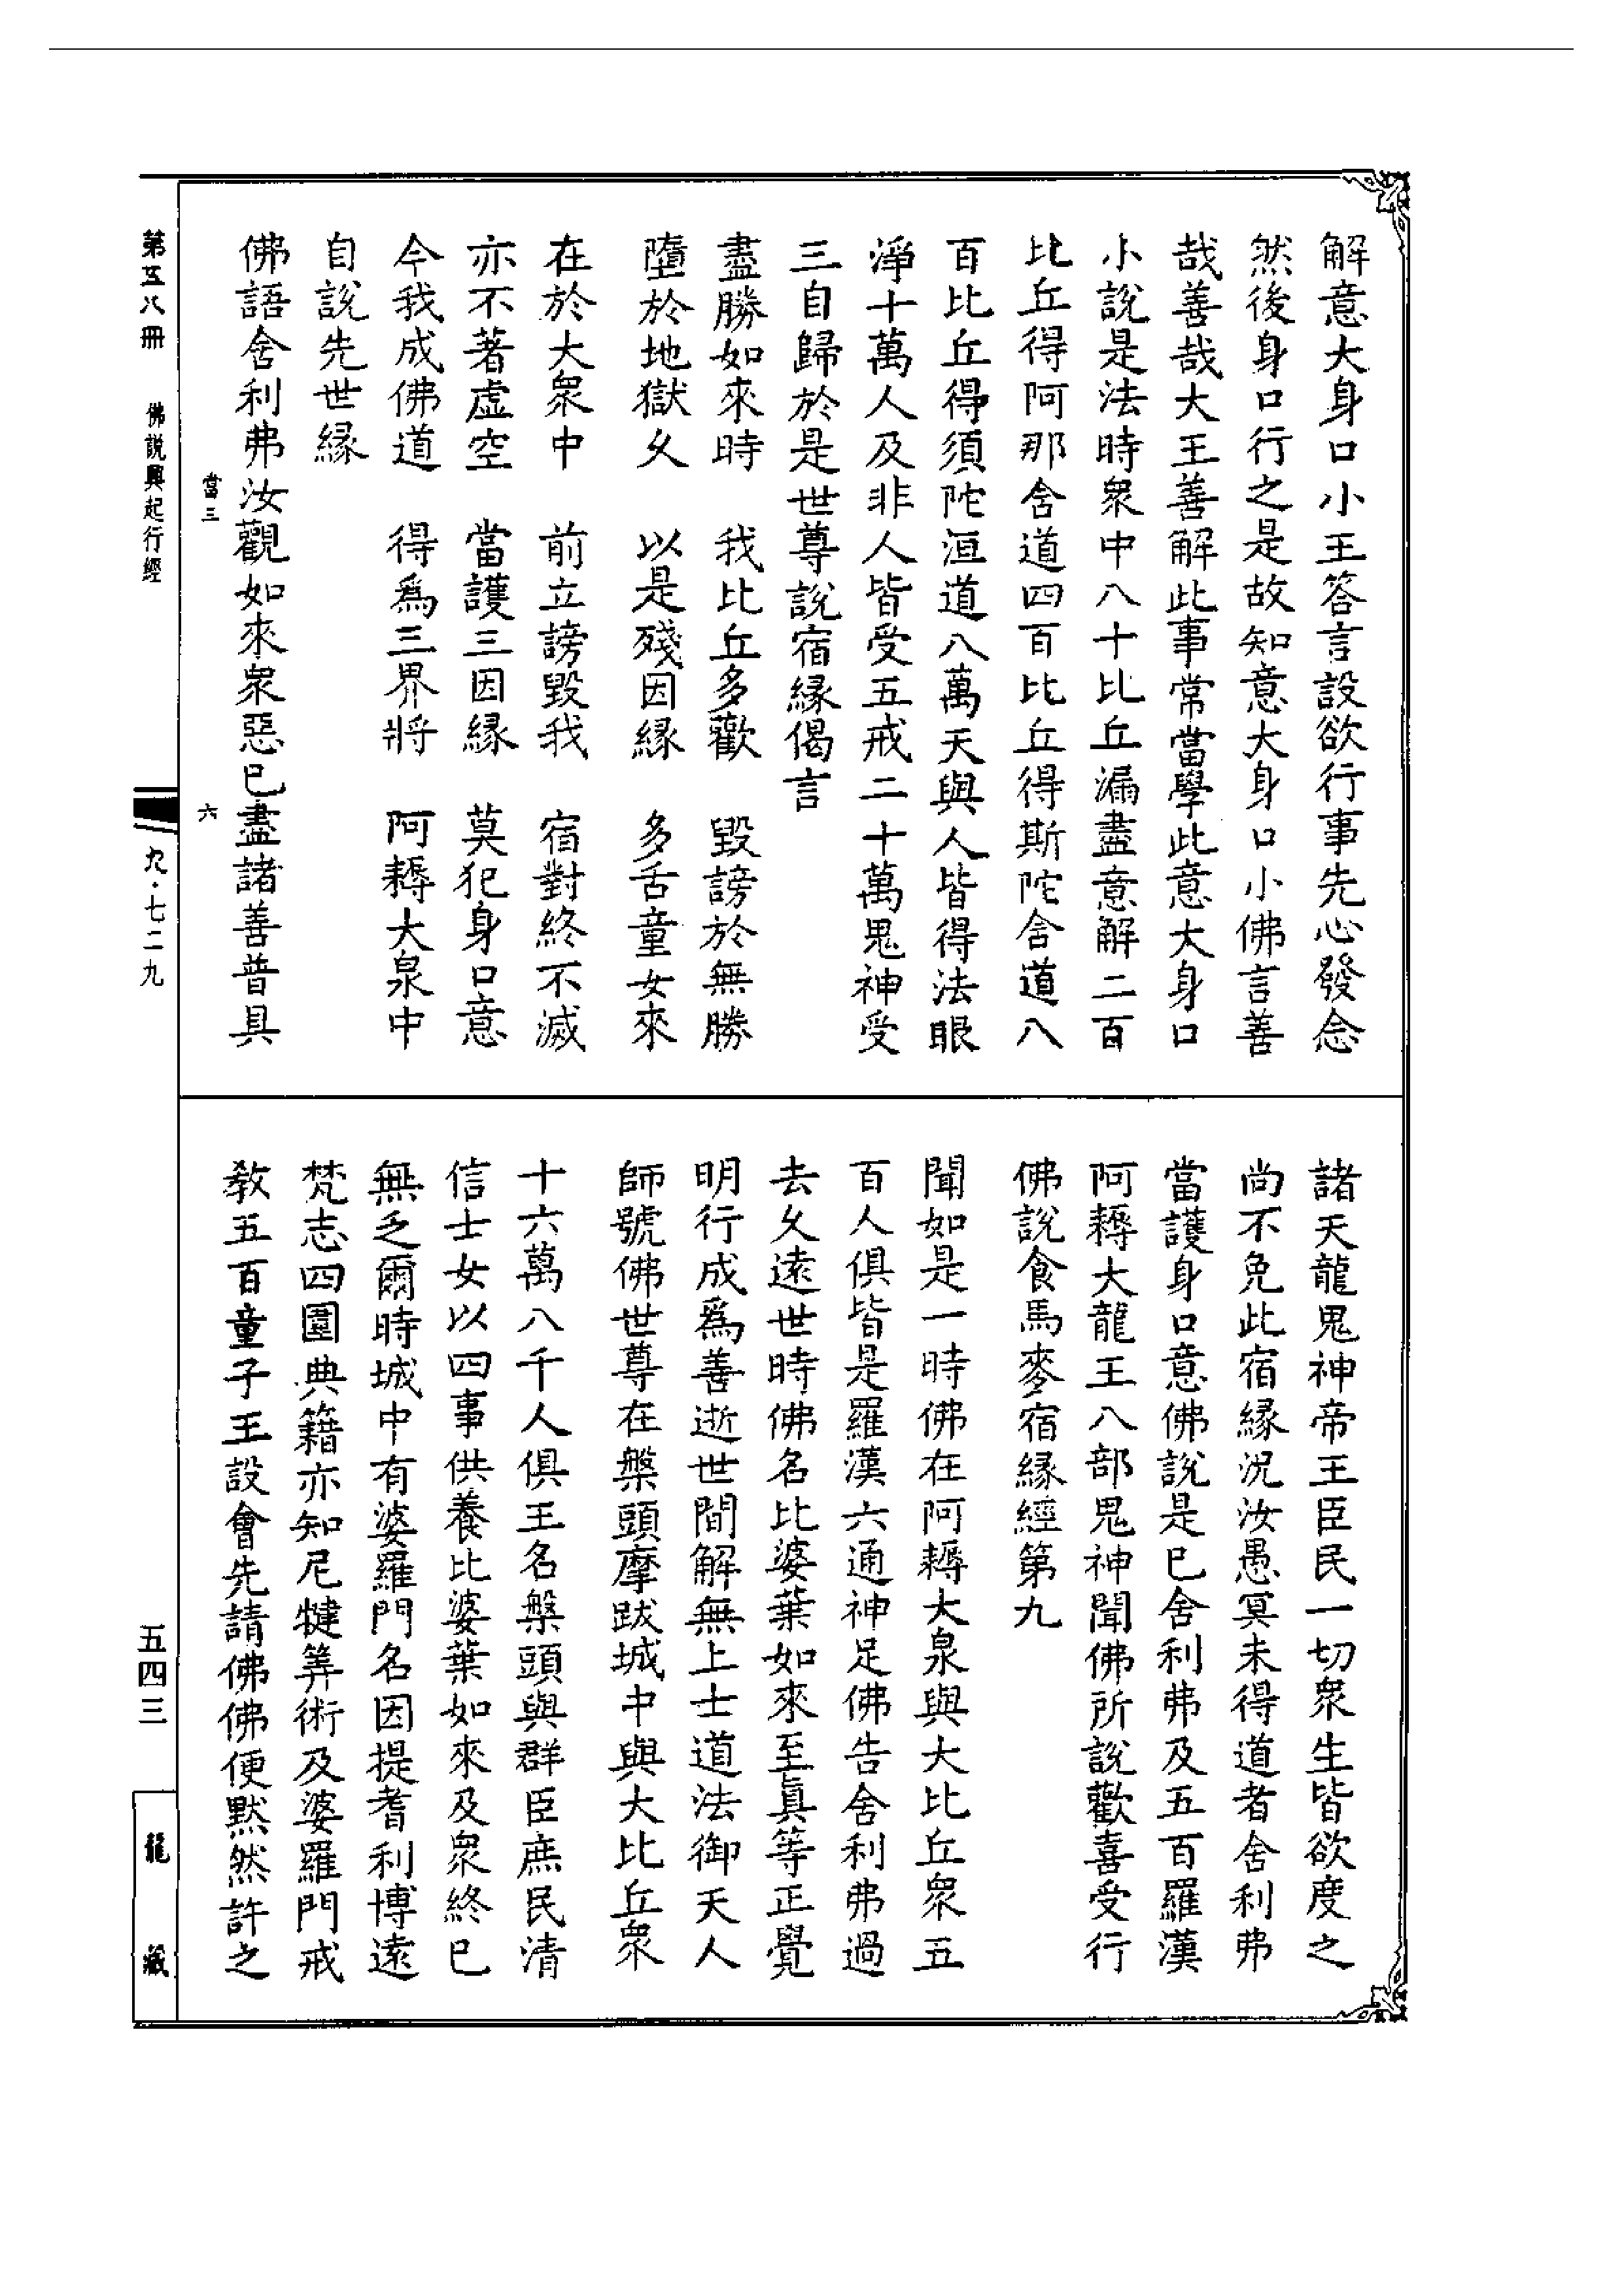 解意大身口小王答言設欲行事先心發念
然後身口行之是故知意大身口小佛言善
哉善哉大王善解此事常當學此意大身口
小說是法時眾中八十比丘漏盡意解二百
比丘得阿那舍道四百比丘得斯陀舍道八
百比丘得須陀洹道八萬天與人皆得法眼
淨十萬人及非人皆受五戒二十萬鬼神受
三自歸於是世尊說宿緣偈言
盡勝如來時　我比丘多歡　毀謗於無勝
墮於地獄久　以是殘因緣　多舌童女來
在於大眾中　前立謗毀我　宿對終不滅
亦不著虛空　當護三因緣　莫犯身口意
今我成佛道　得為三界將　阿耨大泉中
自說先世緣
佛語舍利弗汝觀如來眾惡已盡諸善普具
諸天龍鬼神帝王臣民一切眾生皆欲度之
尚不免此宿緣況汝愚冥未得道者舍利弗
當護身口意佛說是已舍利弗及五百羅漢
阿耨大龍王八部鬼神聞佛所說歡喜受行
佛說食馬麥宿緣經第九
聞如是一時佛在阿耨大泉與大比丘眾五
百人俱皆是羅漢六通神足佛告舍利弗過
去久遠世時佛名比婆葉如來至真等正覺
明行成為善逝世間解無上士道法御天人
師號佛世尊在槃頭摩跋城中與大比丘眾
十六萬八千人俱王名槃頭與群臣庶民清
信士女以四事供養比婆葉如來及眾終已
無乏爾時城中有婆羅門名因提耆利博遠
梵志四圍典籍亦知尼犍筭術及婆羅門戒
教五百童子王設會先請佛佛便默然許之
第五八冊　佛說興起行經
當三
六
九·七二九
五四三
龍藏